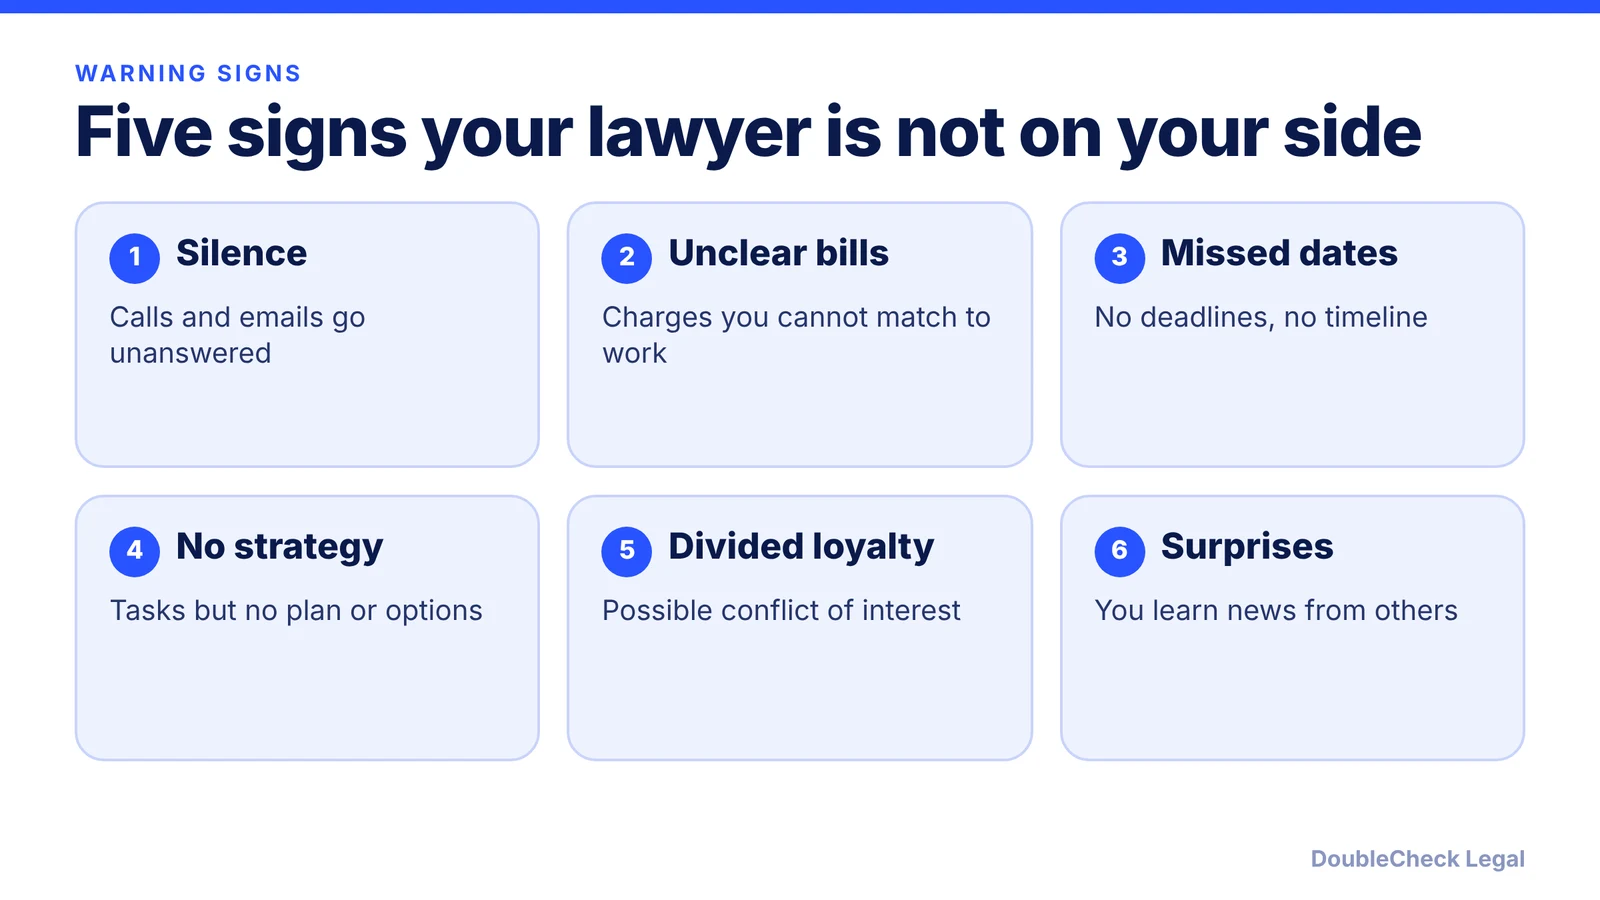 WARNING SIGNS
Five signs your lawyer is not on your side
1 Silence
Calls and emails go
unanswered
2 Unclear bills
Charges you cannot match to
work
3 Missed dates
No deadlines, no timeline
4 No strategy
Tasks but no plan or options
5 Divided loyalty
Possible conflict of interest
6 Surprises
You learn news from others
DoubleCheck Legal